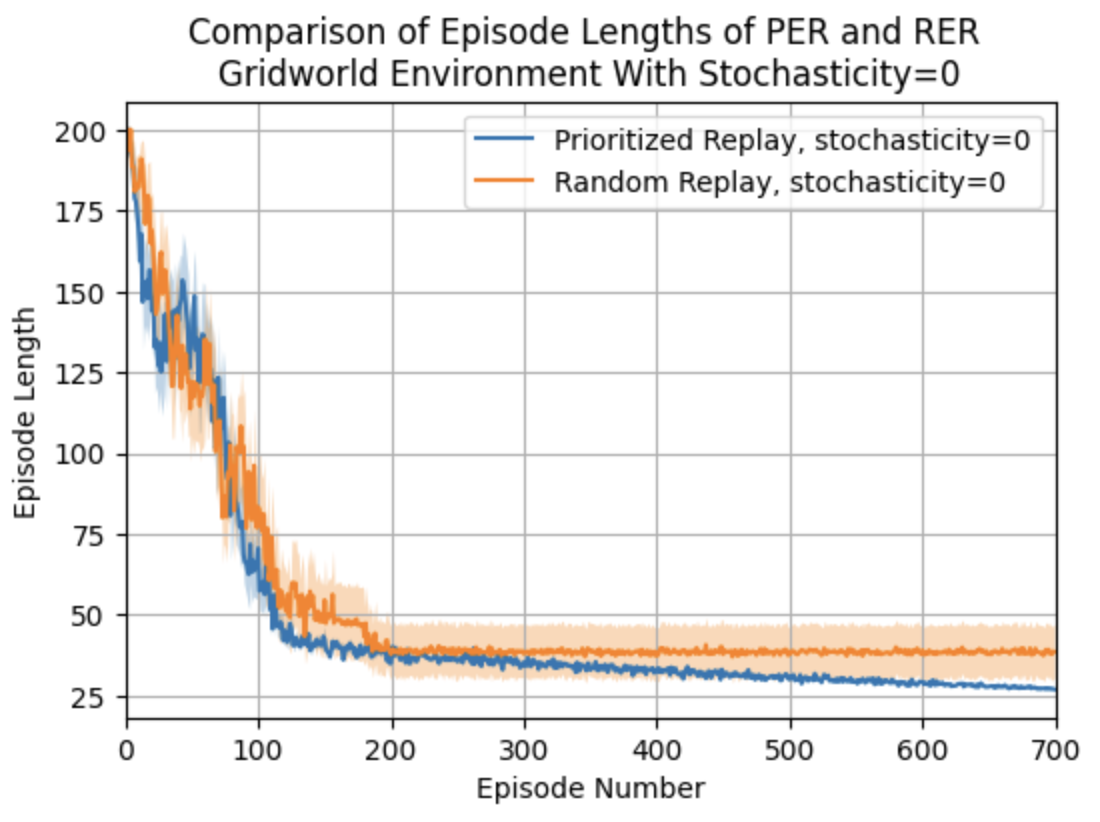 Comparison of Episode Lengths of PER and RER
Gridworld Environment With Stochasticity=0
Prioritized Replay, stochasticity=0
Random Replay, stochasticity=0
Episode Length
200
175
150
125
100
75
50
25
0 100 200 300 400 500 600 700
Episode Number